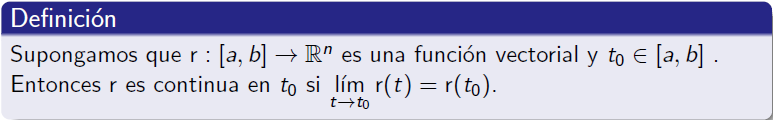 Definición
Supongamos que r : [a, b] → ℝⁿ es una función vectorial y t₀ ∈ [a, b] .
Entonces r es continua en t₀ si lím r(t) = r(t₀).
t→t₀